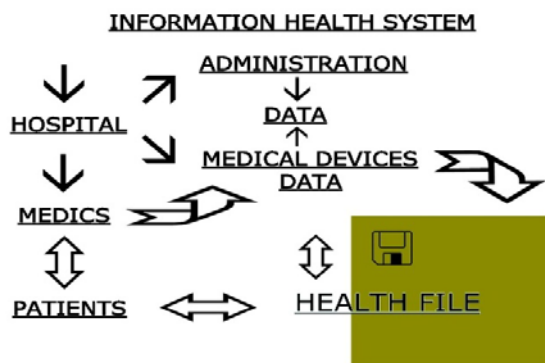 INFORMATION HEALTH SYSTEM
ADMINISTRATION
HOSPITAL
DATA
MEDICAL DEVICES
DATA
MEDICS
PATIENTS
HEALTH FILE